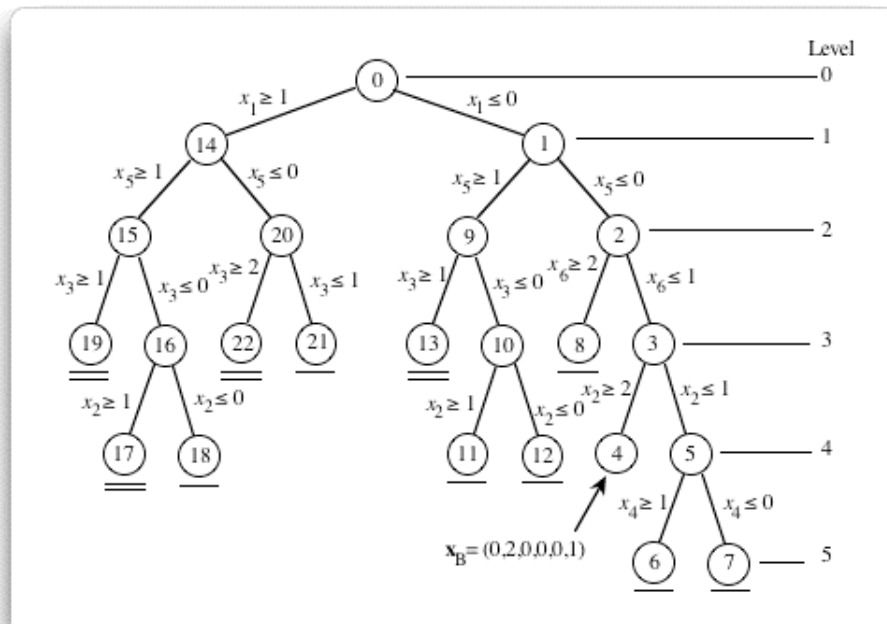 Level
0 0
x1≥ 1 x1≤ 0
14 1 1
x5≥ 1 x5≤ 0 x5≥ 1 x5≤ 0
15 20 9 2 2
x3≥ 1 x3≤ 0 x3≥ 2 x3≤ 1 x3≥ 1 x3≤ 0 x6≥ 2 x6≤ 1
19 16 22 21 13 10 8 3 3
x2≥ 1 x2≤ 0 x2≥ 1 x2≤ 0 x2≥ 2 x2≤ 1
17 18 11 12 4 5 4
x4≥ 1 x4≤ 0
xB= (0,2,0,0,0,1)
6 7 5